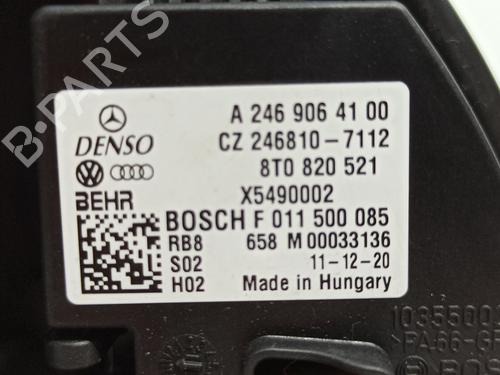 B-PARTS
A 246 906 41 00
DENSO CZ 246810-7112
8T0 820 521
BEHR X5490002
BOSCH F 011 500 085
RB8 658 M 00033136
S02 11-12-20
H02 Made in Hungary